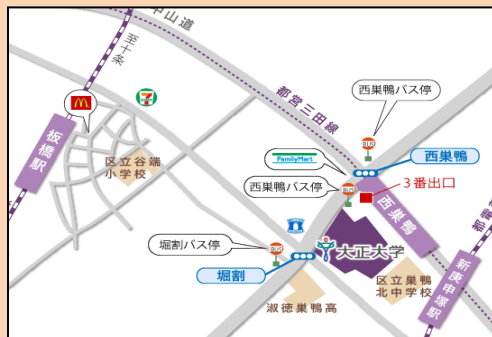 中山道
至十条
都営三田線
西巣鴨バス停
板橋駅
区立谷端
小学校
FamilyMart
西巣鴨
西巣鴨バス停
3番出口
西巣鴨
堀割バス停
大正大学
堀割
淑徳巣鴨高
区立巣鴨
北中学校
新庚申塚駅